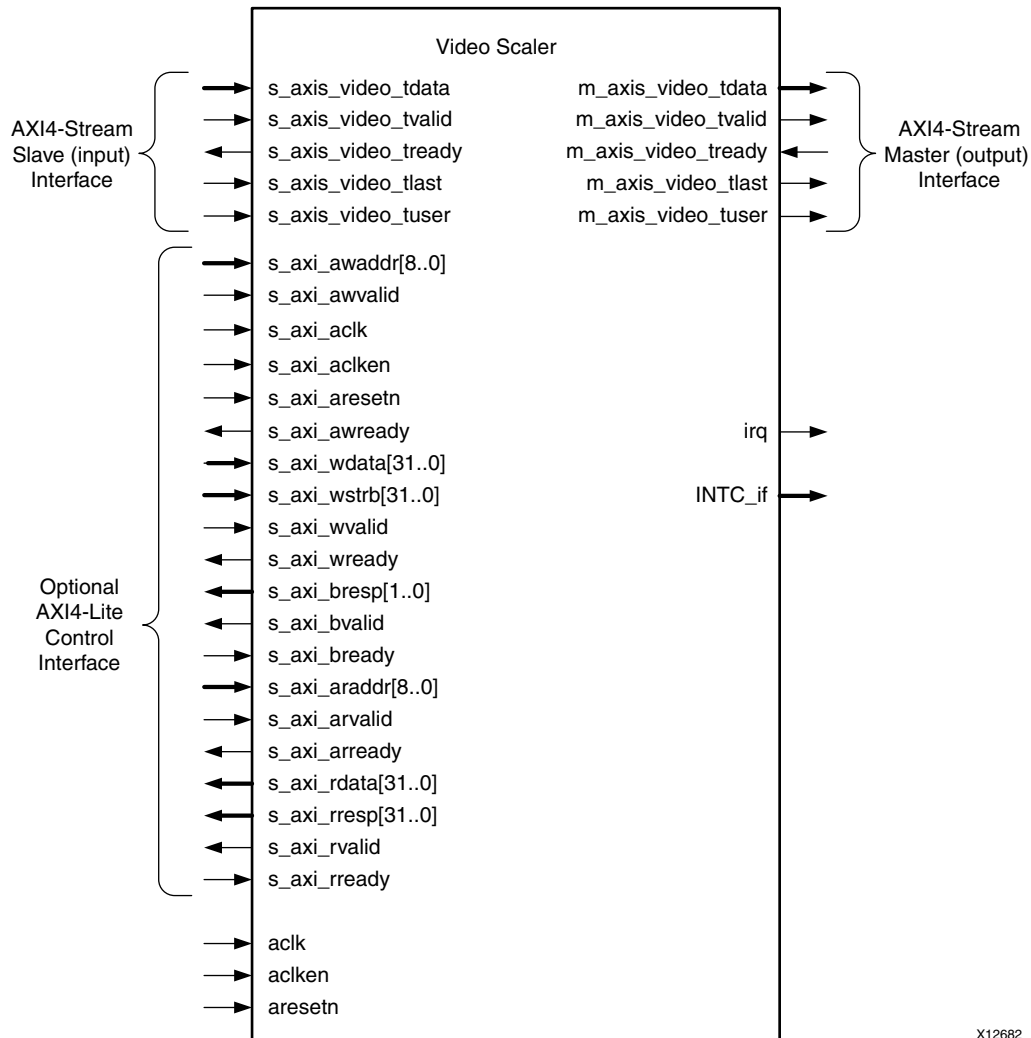 Video Scaler
AXI4-Stream
Slave (input)
Interface
s_axis_video_tdata
s_axis_video_tvalid
s_axis_video_tready
s_axis_video_tlast
s_axis_video_tuser
m_axis_video_tdata
m_axis_video_tvalid
m_axis_video_tready
m_axis_video_tlast
m_axis_video_tuser
AXI4-Stream
Master (output)
Interface
Optional
AXI4-Lite
Control
Interface
s_axi_awaddr[8..0]
s_axi_awvalid
s_axi_aclk
s_axi_aclken
s_axi_aresetn
s_axi_awready
s_axi_wdata[31..0]
s_axi_wstrb[31..0]
s_axi_wvalid
s_axi_wready
s_axi_bresp[1..0]
s_axi_bvalid
s_axi_bready
s_axi_araddr[8..0]
s_axi_arvalid
s_axi_arready
s_axi_rdata[31..0]
s_axi_rresp[31..0]
s_axi_rvalid
s_axi_rready
irq
INTC_if
aclk
aclken
aresetn
X12682